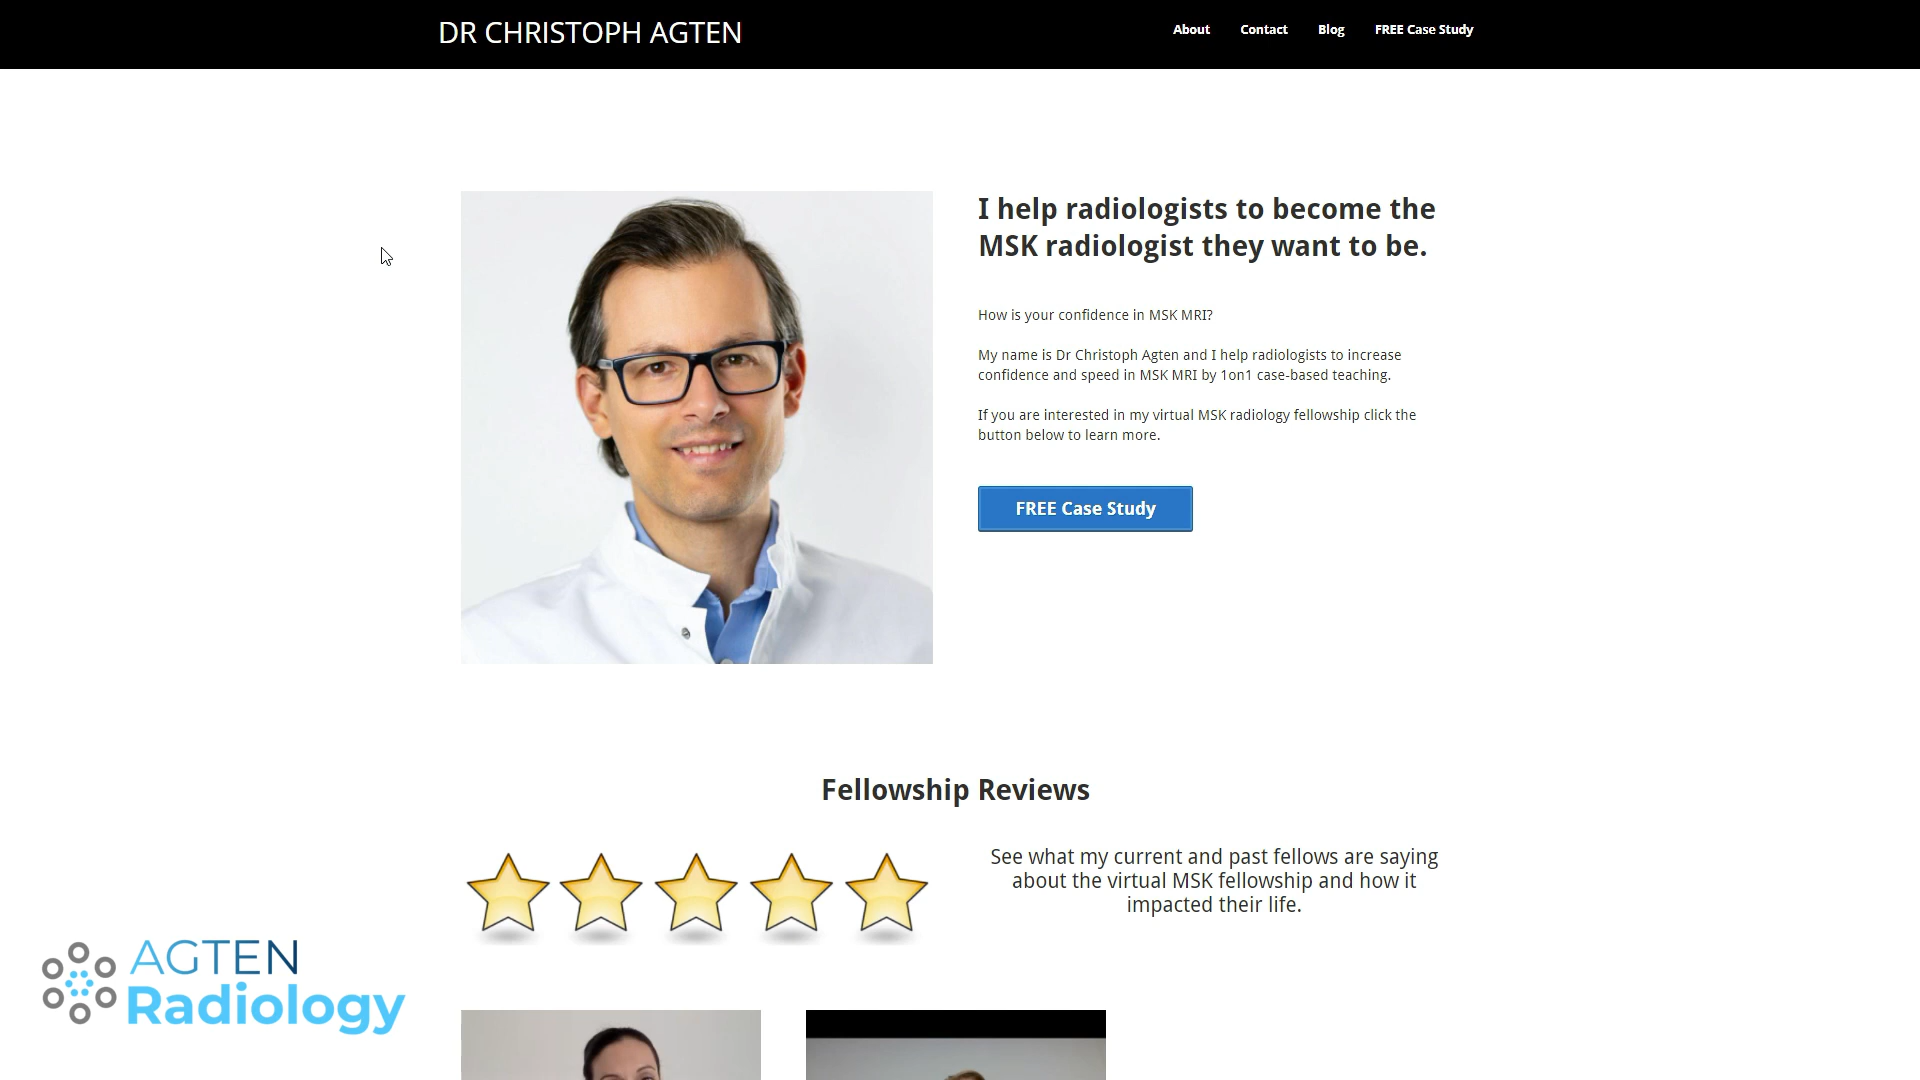 DR CHRISTOPH AGTEN
About
Contact
Blog
FREE Case Study
I help radiologists to become the
MSK radiologist they want to be.
How is your confidence in MSK MRI?
My name is Dr Christoph Agten and I help radiologists to increase
confidence and speed in MSK MRI by 1on1 case-based teaching.
If you are interested in my virtual MSK radiology fellowship click the
button below to learn more.
FREE Case Study
Fellowship Reviews
See what my current and past fellows are saying
about the virtual MSK fellowship and how it
impacted their life.
AGTEN
Radiology